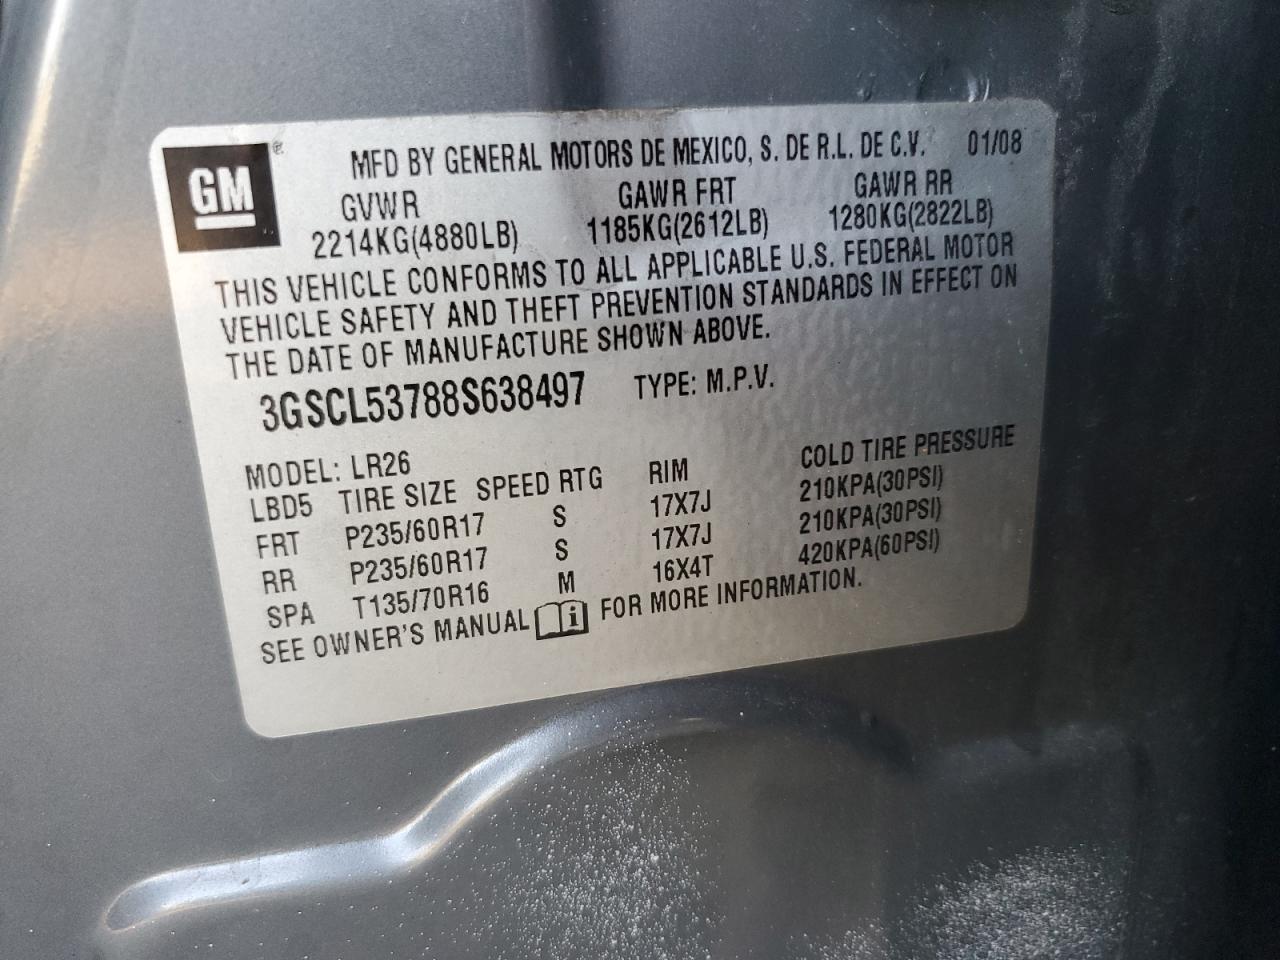 GM ®
MFD BY GENERAL MOTORS DE MEXICO, S. DE R.L. DE C.V. 01/08
GVWR GAWR FRT GAWR RR
2214KG(4880LB) 1185KG(2612LB) 1280KG(2822LB)
THIS VEHICLE CONFORMS TO ALL APPLICABLE U.S. FEDERAL MOTOR
VEHICLE SAFETY AND THEFT PREVENTION STANDARDS IN EFFECT ON
THE DATE OF MANUFACTURE SHOWN ABOVE.
3GSCL53788S638497 TYPE: M.P.V.
MODEL: LR26
LBD5 TIRE SIZE SPEED RTG RIM COLD TIRE PRESSURE
FRT P235/60R17 S 17X7J 210KPA(30PSI)
RR P235/60R17 S 17X7J 210KPA(30PSI)
SPA T135/70R16 M 16X4T 420KPA(60PSI)
SEE OWNER'S MANUAL i FOR MORE INFORMATION.